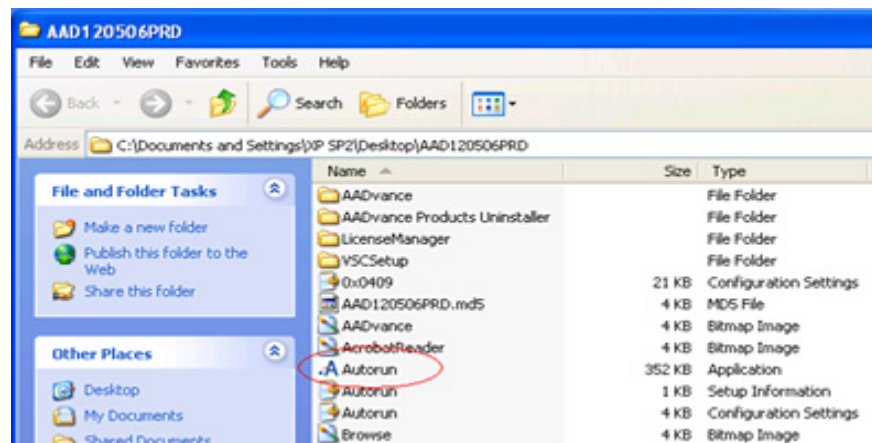 AAD120506PRD
File Edit View Favorites Tools Help
Back Search Folders
Address C:\Documents and Settings\XP SP2\Desktop\AAD120506PRD
Name Size Type
File and Folder Tasks
Make a new folder
Publish this folder to the
Web
Share this folder
Other Places
Desktop
My Documents
Shared Documents
AADvance File Folder
AADvance Products Uninstaller File Folder
LicenseManager File Folder
VSCSetup File Folder
0x0409 21 KB Configuration Settings
AAD120506PRD.md5 4 KB MD5 File
AADvance 4 KB Bitmap Image
AcrobatReader 4 KB Bitmap Image
Autorun 352 KB Application
Autorun 1 KB Setup Information
Autorun 4 KB Configuration Settings
Browse 4 KB Bitmap Image